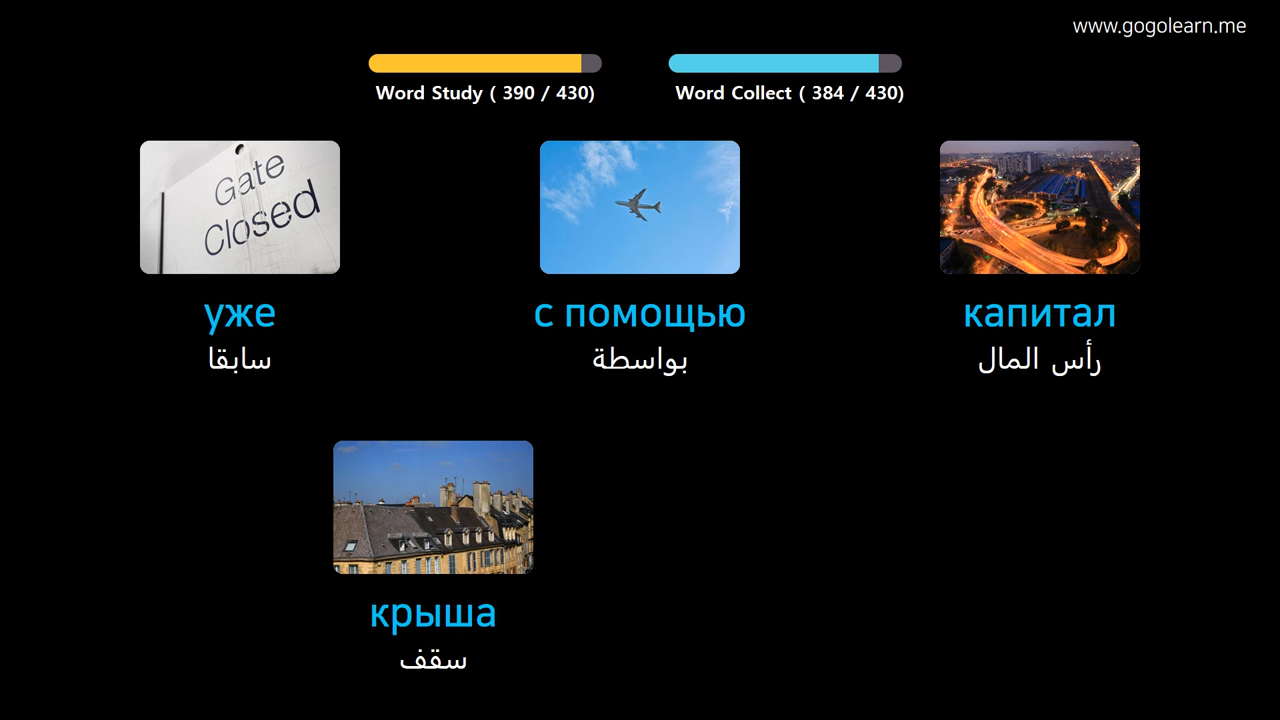 www.gogolearn.me
Word Study ( 390 / 430)
Word Collect ( 384 / 430)
Gate
Closed
уже
سابقا
с помощью
بواسطة
капитал
رأس المال
крыша
سقف